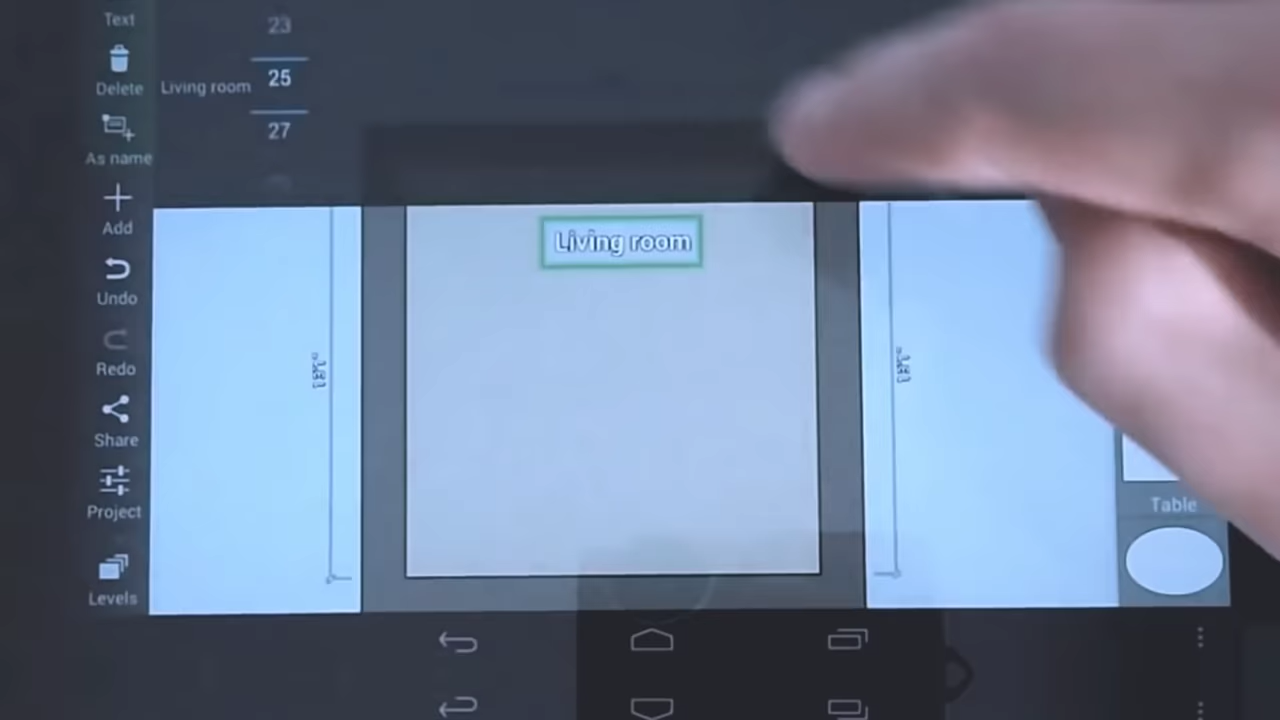 Text
Delete
As name
Add
Undo
Redo
Share
Project
Levels
Living room
23
25
27
Living room
Table